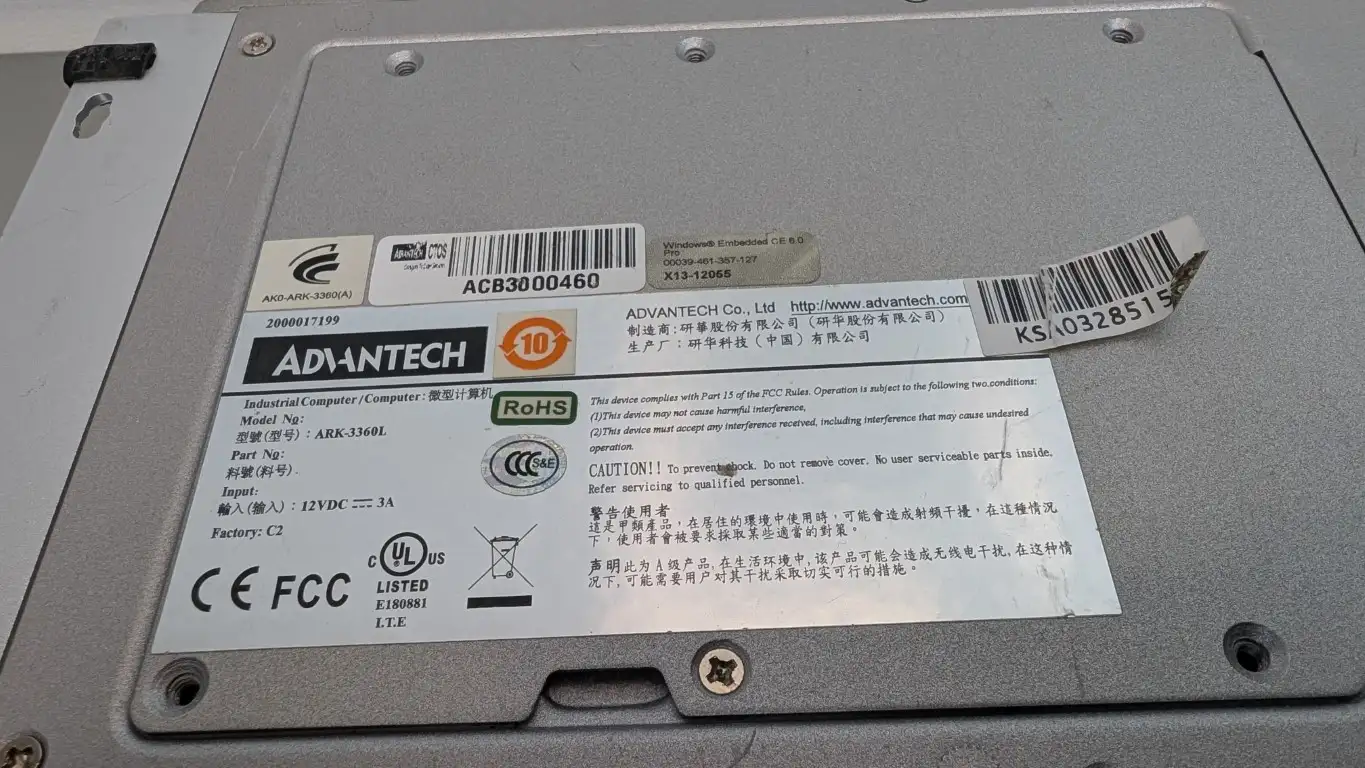 AK0-ARK-3360(A)
ADVANTECH CTOS
ACB3000460
Windows® Embedded CE 6.0
Pro
00039-461-357-127
X13-12055
KSA0328515
2000017199
ADVANTECH
10
ADVANTECH Co., Ltd http://www.advantech.com
制造商:研華股份有限公司(研华股份有限公司)
生产厂:研华科技(中国)有限公司
Industrial Computer/Computer:微型计算机
Model No:
型號(型号):ARK-3360L
Part No:
料號(料号).
Input:
輸入(输入):12VDC ⎓ 3A
Factory: C2
RoHS
CCC S&E
CE FCC
C UL US
LISTED
E180881
I.T.E
This device complies with Part 15 of the FCC Rules. Operation is subject to the following two.conditions:
(1)This device may not cause harmful interference,
(2)This device must accept any interference received, including interference that may cause undesired
operation.
CAUTION!! To prevent shock. Do not remove cover. No user serviceable parts inside.
Refer servicing to qualified personnel.
警告使用者
這是甲類產品,在居住的環境中使用時,可能會造成射頻干擾,在這種情況
下,使用者會被要求採取某些適當的對策。
声明此为 A 级产品,在生活环境中,该产品可能会造成无线电干扰,在这种情
况下,可能需要用户对其干扰采取切实可行的措施。